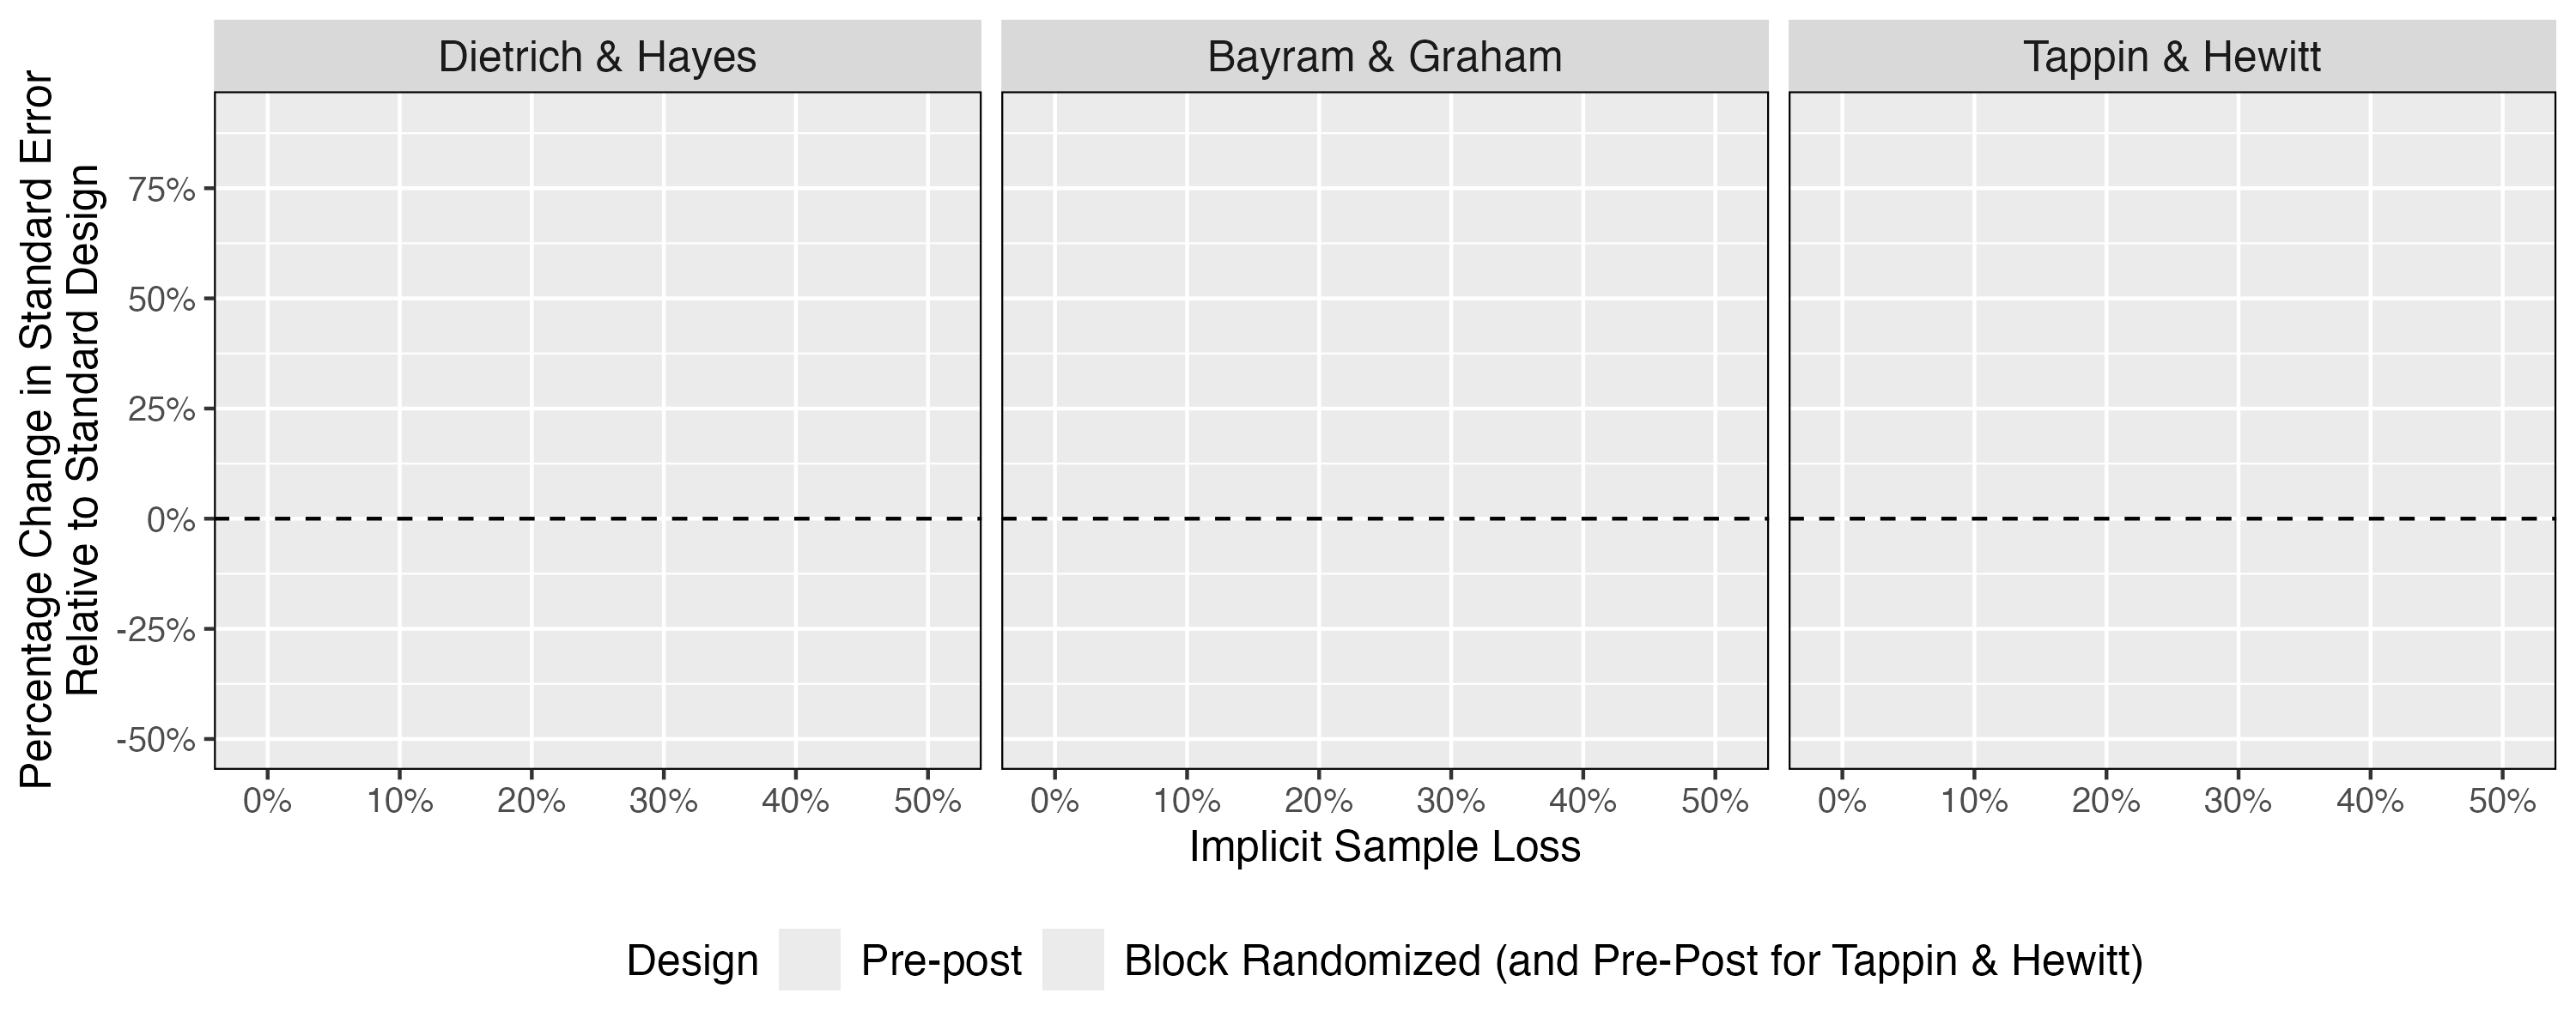 Dietrich & Hayes
Bayram & Graham
Tappin & Hewitt
Percentage Change in Standard Error
Relative to Standard Design
75%
50%
25%
0%
-25%
-50%
0% 10% 20% 30% 40% 50%
0% 10% 20% 30% 40% 50%
0% 10% 20% 30% 40% 50%
Implicit Sample Loss
Design Pre-post Block Randomized (and Pre-Post for Tappin & Hewitt)